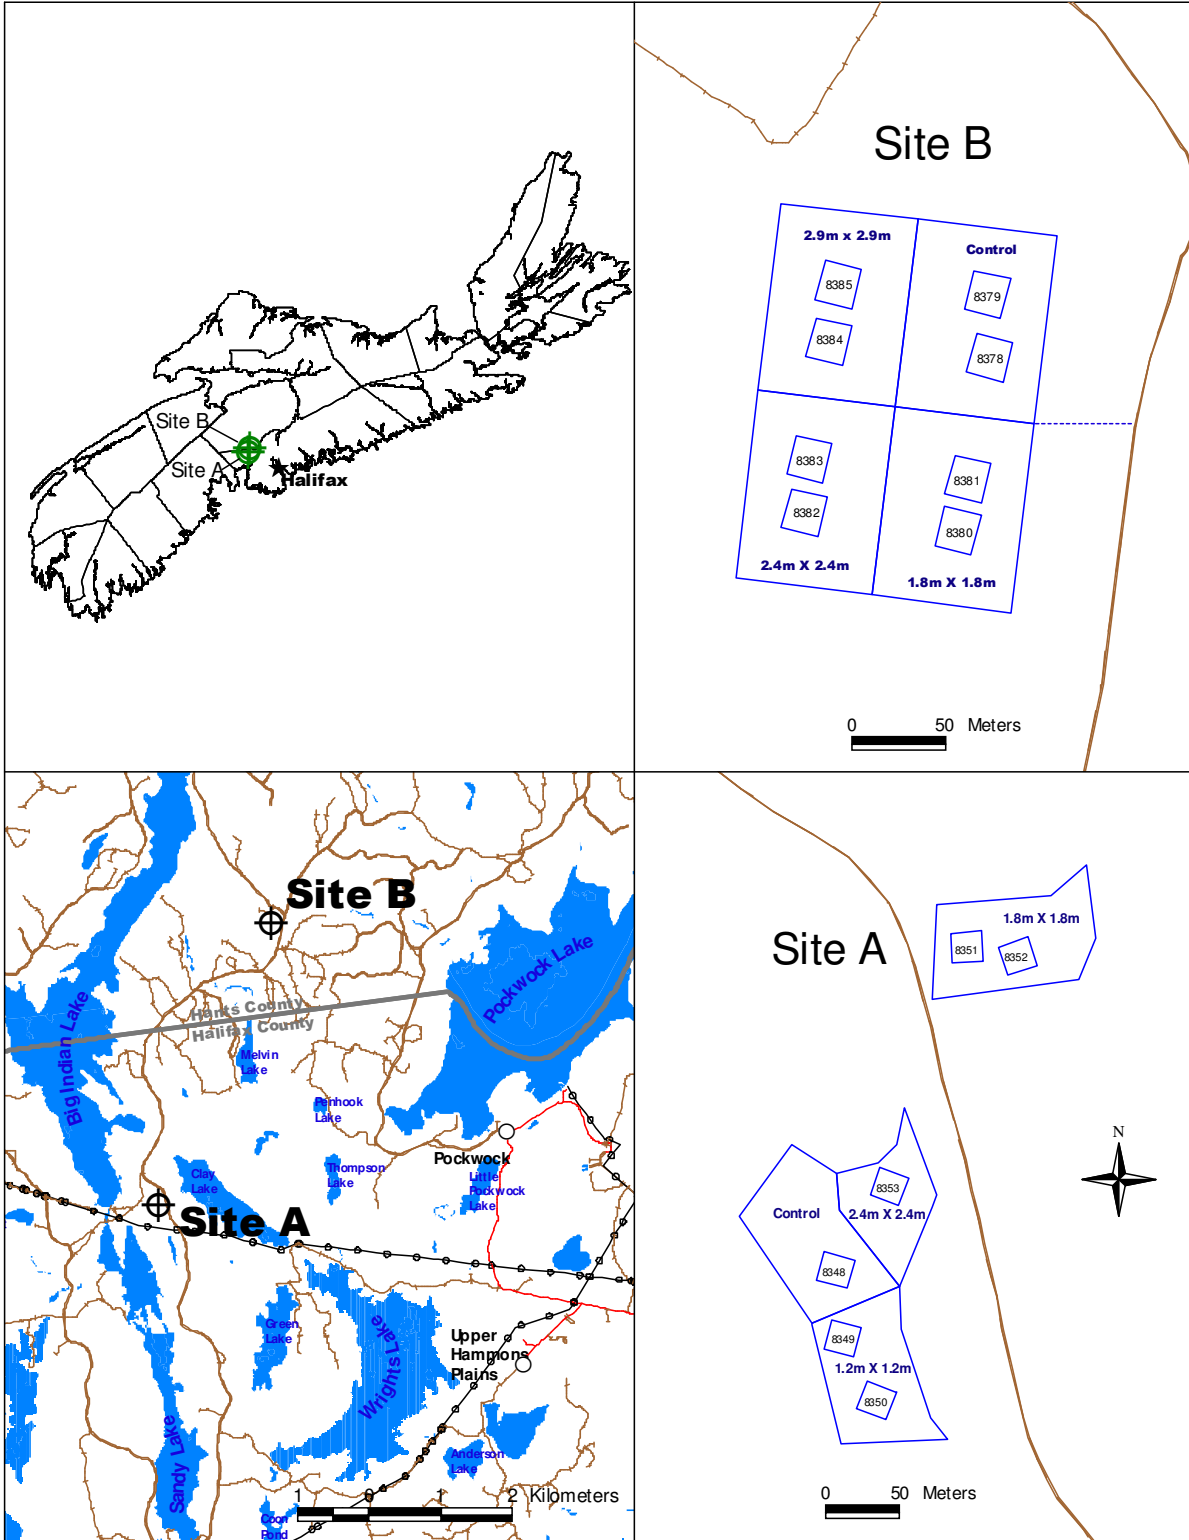 Site B
Site A
Halifax
Site B
2.9m x 2.9m
Control
8385
8379
8384
8378
8383
8381
8382
8380
2.4m X 2.4m
1.8m X 1.8m
0 50 Meters
Site B
Pockwock Lake
Big Indian Lake
Hants County
Halifax County
Melvin
Lake
Penhook
Lake
Pockwock
Thompson
Lake
Little
Pockwock
Lake
Clay
Lake
Site A
Green
Lake
Wrights Lake
Upper
Hammons
Plains
Sandy Lake
Anderson
Lake
Coon
Pond
1 0 1 2 Kilometers
Site A
1.8m X 1.8m
8351
8352
N
8353
Control
2.4m X 2.4m
8348
8349
1.2m X 1.2m
8350
0 50 Meters